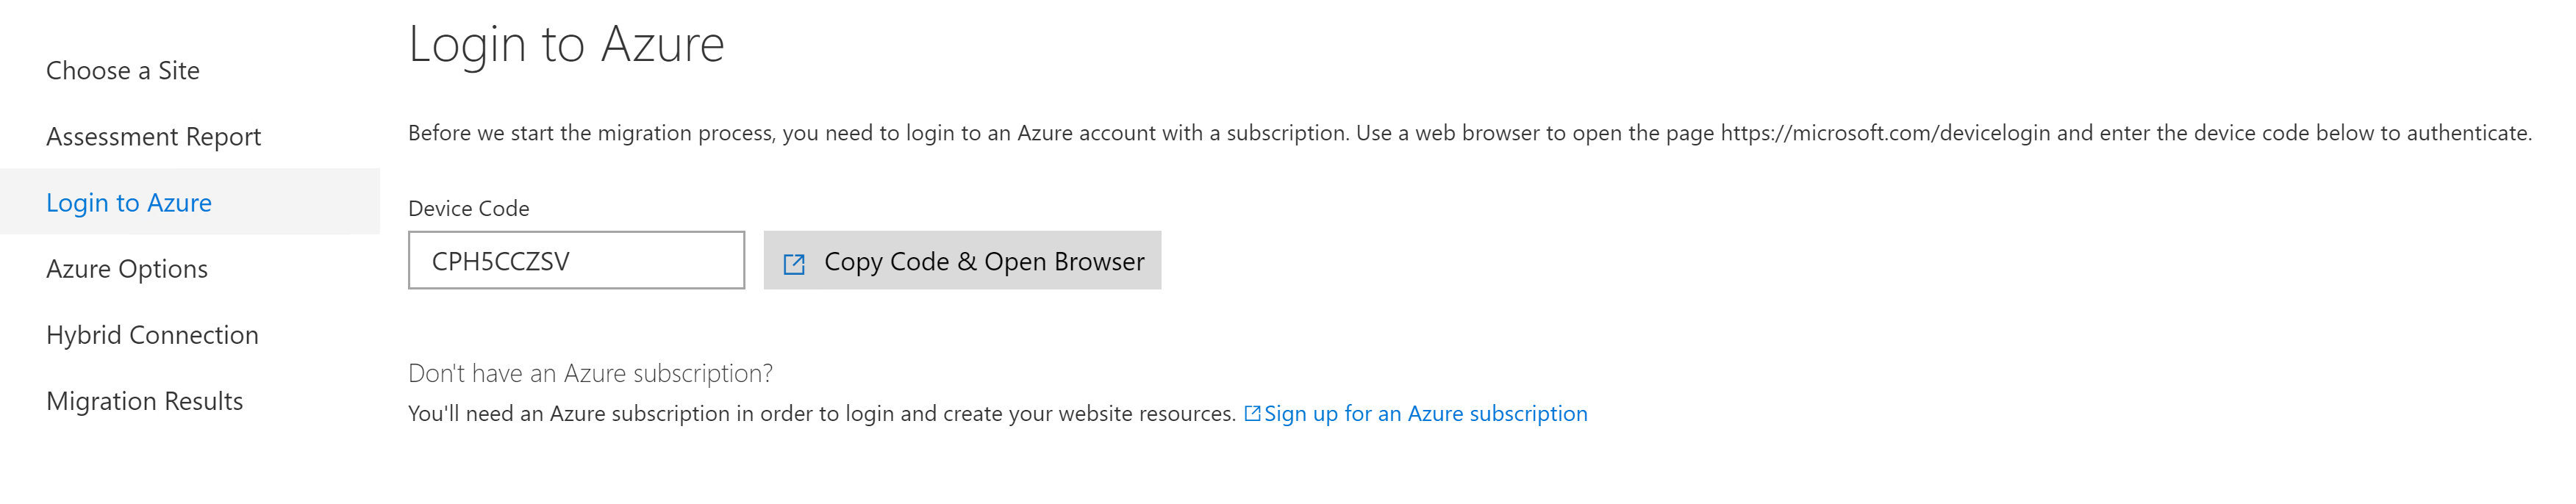 Choose a Site
Assessment Report
Login to Azure
Azure Options
Hybrid Connection
Migration Results
Login to Azure
Before we start the migration process, you need to login to an Azure account with a subscription. Use a web browser to open the page https://microsoft.com/devicelogin and enter the device code below to authenticate.
Device Code
CPH5CCZSV
Copy Code & Open Browser
Don't have an Azure subscription?
You'll need an Azure subscription in order to login and create your website resources. Sign up for an Azure subscription